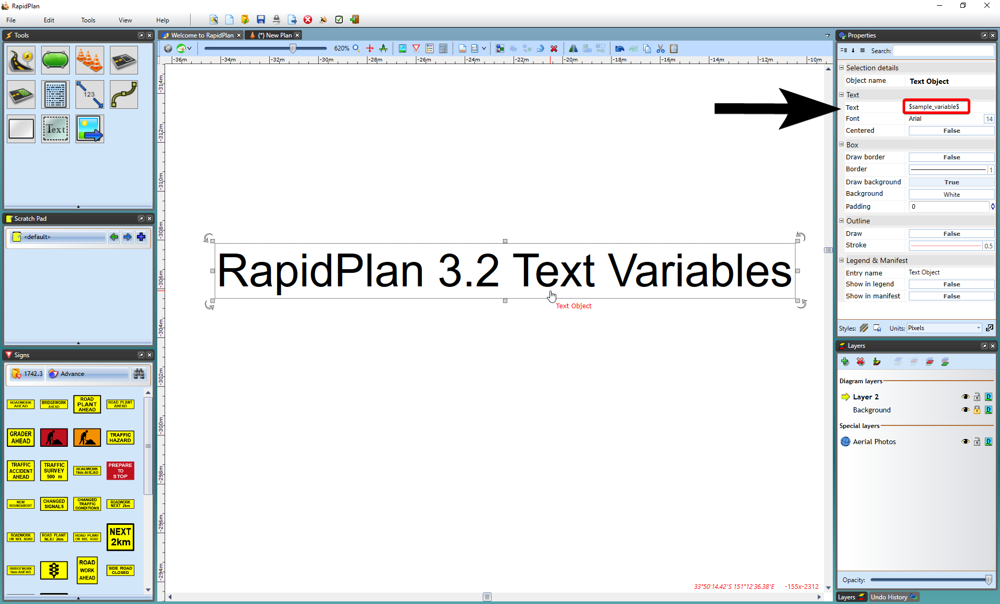 RapidPlan
File Edit Tools View Help
Tools
Welcome to RapidPlan
(*) New Plan
620%
-36m -34m -32m -30m -28m -26m -24m -22m -20m -18m -16m -14m -12m -10m
-314m
-312m
-310m
-308m
-306m
-304m
-302m
-300m
-298m
-296m
-294m
123
Text
Scratch Pad
<default>
Signs
1742.3 Advance
ROADWORK AHEAD
BRIDGEWORK AHEAD
ROAD PLANT AHEAD
ROAD PLANT AHEAD
GRADER AHEAD
TRAFFIC HAZARD
TRAFFIC ACCIDENT AHEAD
TRAFFIC SURVEY 500 m
ROADWORK 1km AHEAD
PREPARE TO STOP
NEW ROUNDABOUT
CHANGED SIGNALS
CHANGED TRAFFIC CONDITIONS
ROADWORK NEXT 2km
ROADWORK ON SIDE ROAD
ROAD PLANT NEXT 2km
ROAD PLANT ON SIDE ROAD
NEXT 2km
BRIDGEWORK 1km AHEAD
ROAD WORK AHEAD
SIDE ROAD CLOSED
RapidPlan 3.2 Text Variables
Text Object
33°50'14.42"S 151°12'36.38"E -155x-2312
Properties
Search:
Selection details
Object name Text Object
Text
Text $sample_variable$
Font Arial 14
Centered False
Box
Draw border False
Border 1
Draw background True
Background White
Padding 0
Outline
Draw False
Stroke 0.5
Legend & Manifest
Entry name Text Object
Show in legend False
Show in manifest False
Styles: Units: Pixels
Layers
Diagram layers
Layer 2 D
Background D
Special layers
Aerial Photos D
Opacity:
Layers Undo History